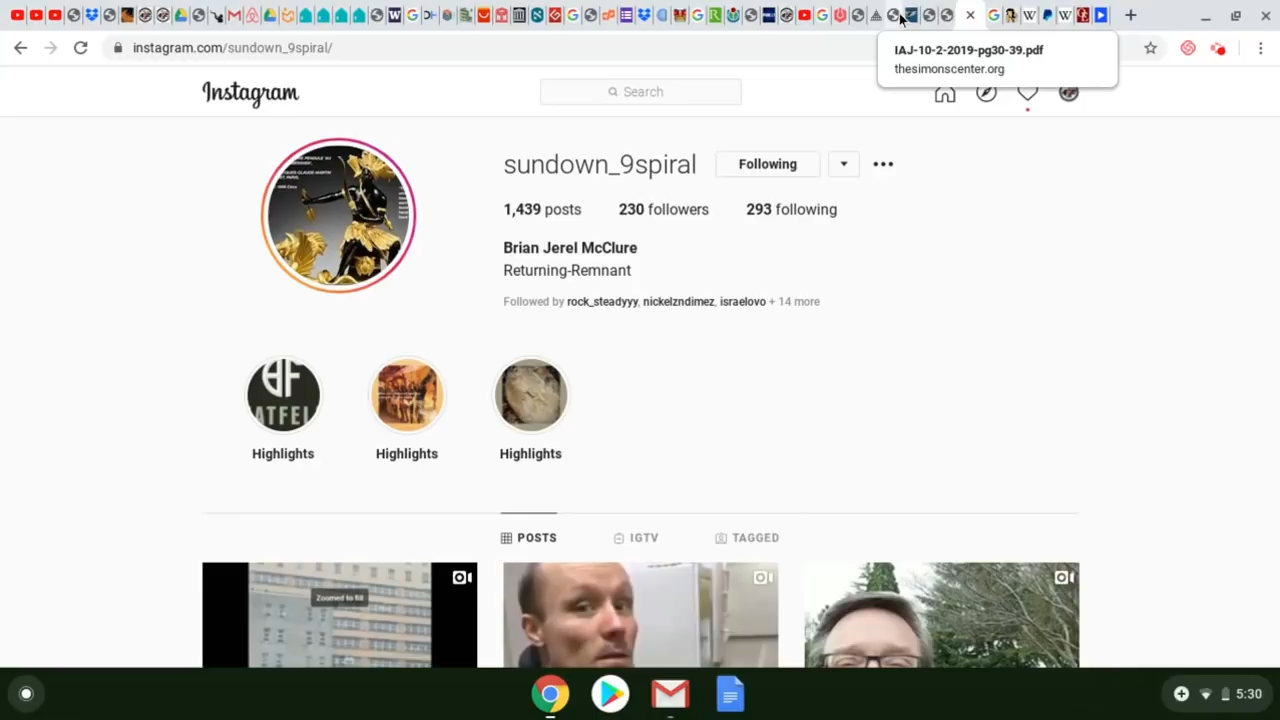 instagram.com/sundown_9spiral/
IAJ-10-2-2019-pg30-39.pdf
thesimonscenter.org
Instagram
Search
sundown_9spiral
Following
1,439 posts 230 followers 293 following
Brian Jerel McClure
Returning-Remnant
Followed by rock_steadyyy, nickelzndimez, israelovo + 14 more
Highlights Highlights Highlights
POSTS IGTV TAGGED
Zoomed to fill
5:30